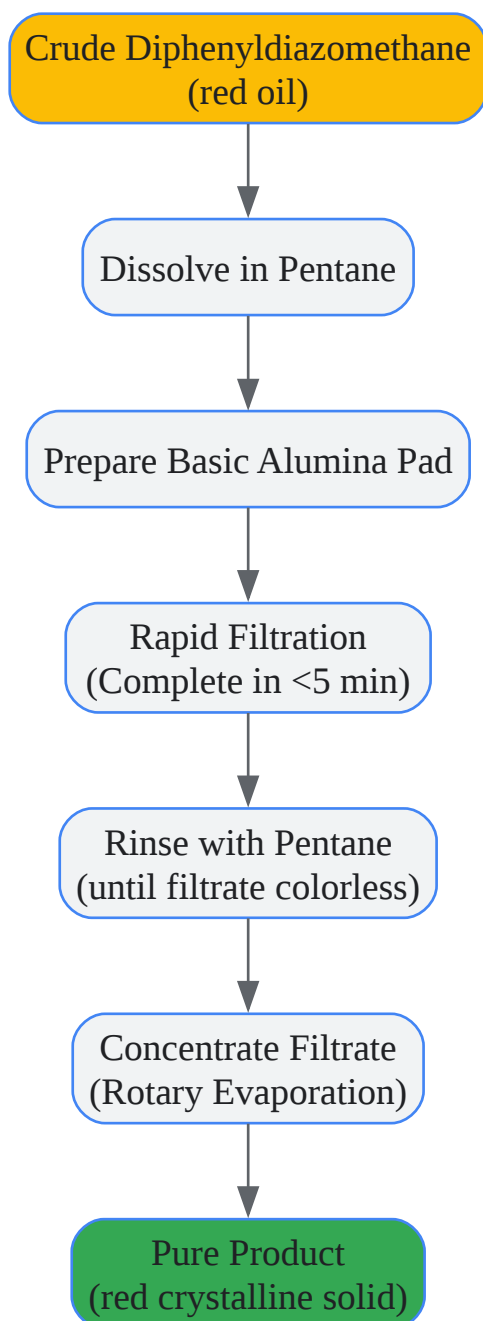 Crude Diphenyldiazomethane
(red oil)
Dissolve in Pentane
Prepare Basic Alumina Pad
Rapid Filtration
(Complete in <5 min)
Rinse with Pentane
(until filtrate colorless)
Concentrate Filtrate
(Rotary Evaporation)
Pure Product
(red crystalline solid)